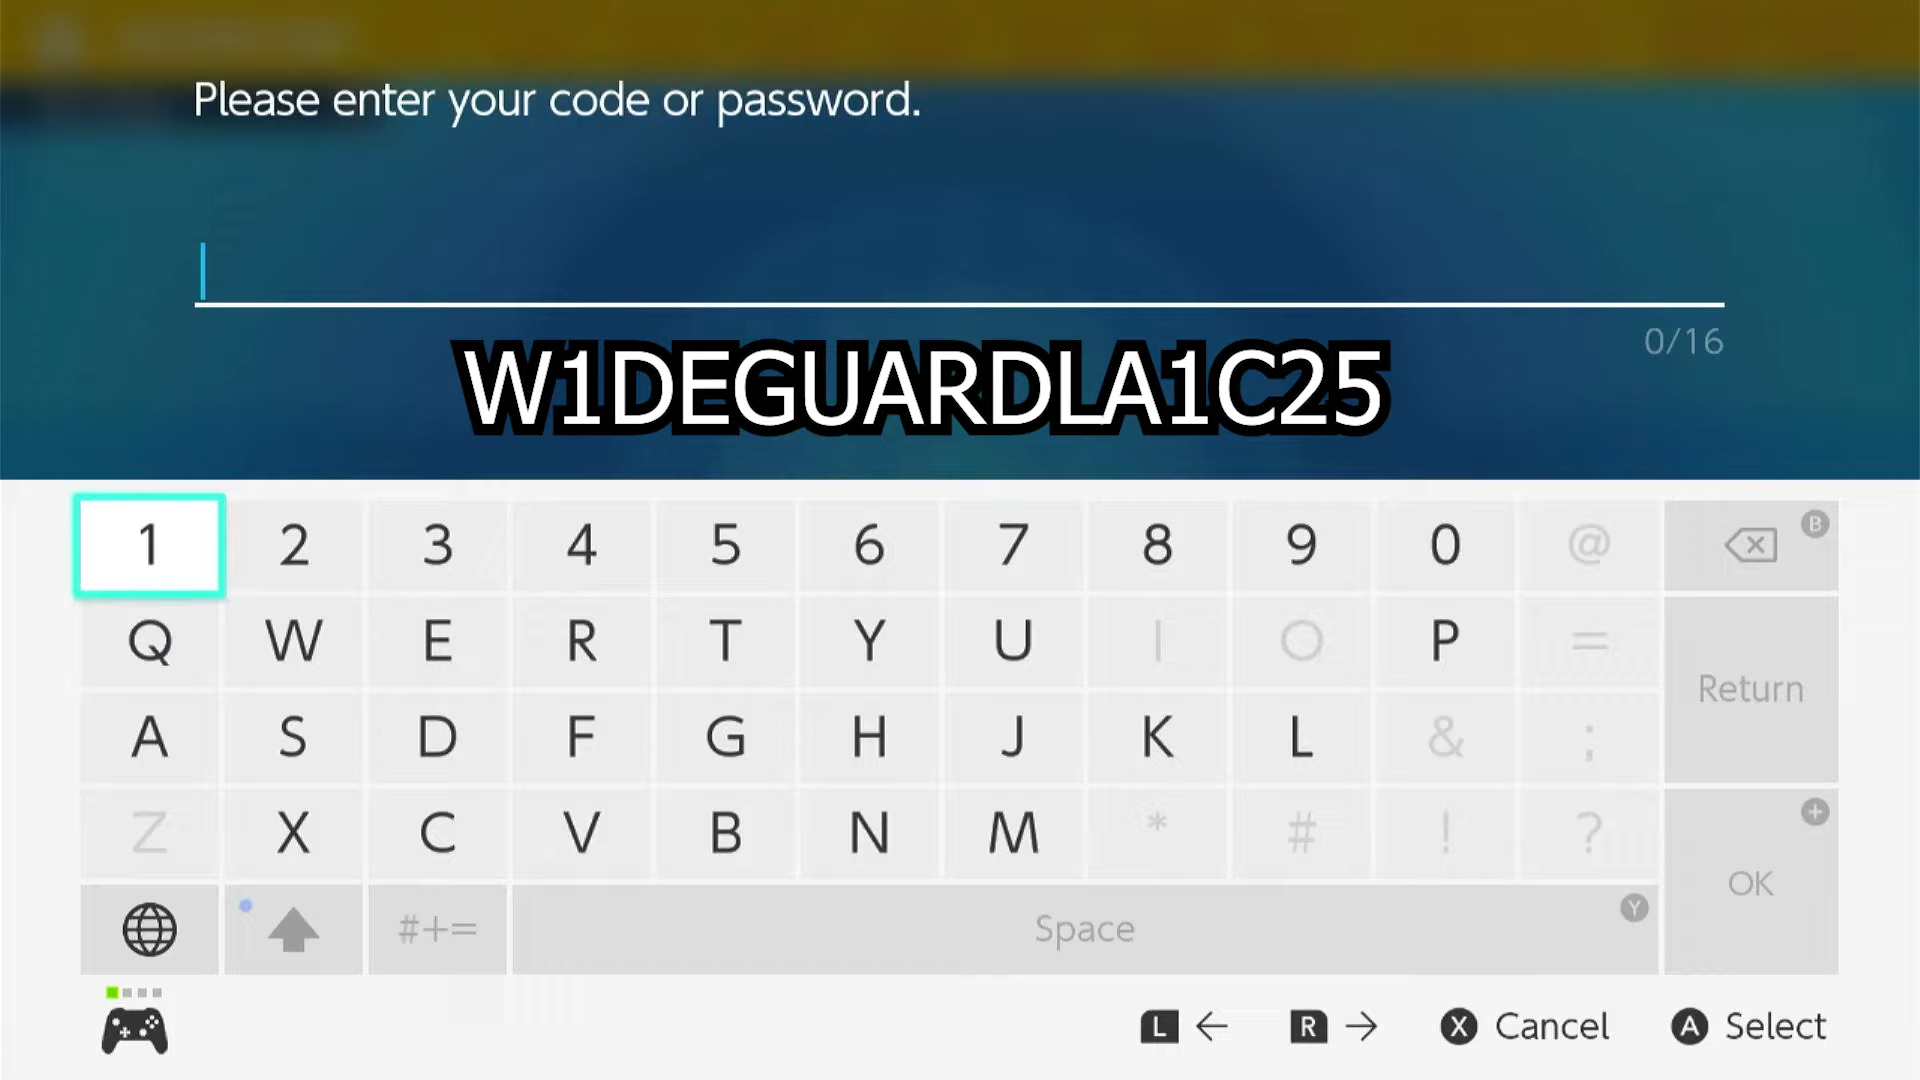 Please enter your code or password.
0/16
W1DEGUARDLA1C25
1 2 3 4 5 6 7 8 9 0 @ B
Q W E R T Y U I O P =
Return
A S D F G H J K L & ;
Z X C V B N M * # ! ? +
OK
#+= Space Y
L ← R → X Cancel A Select